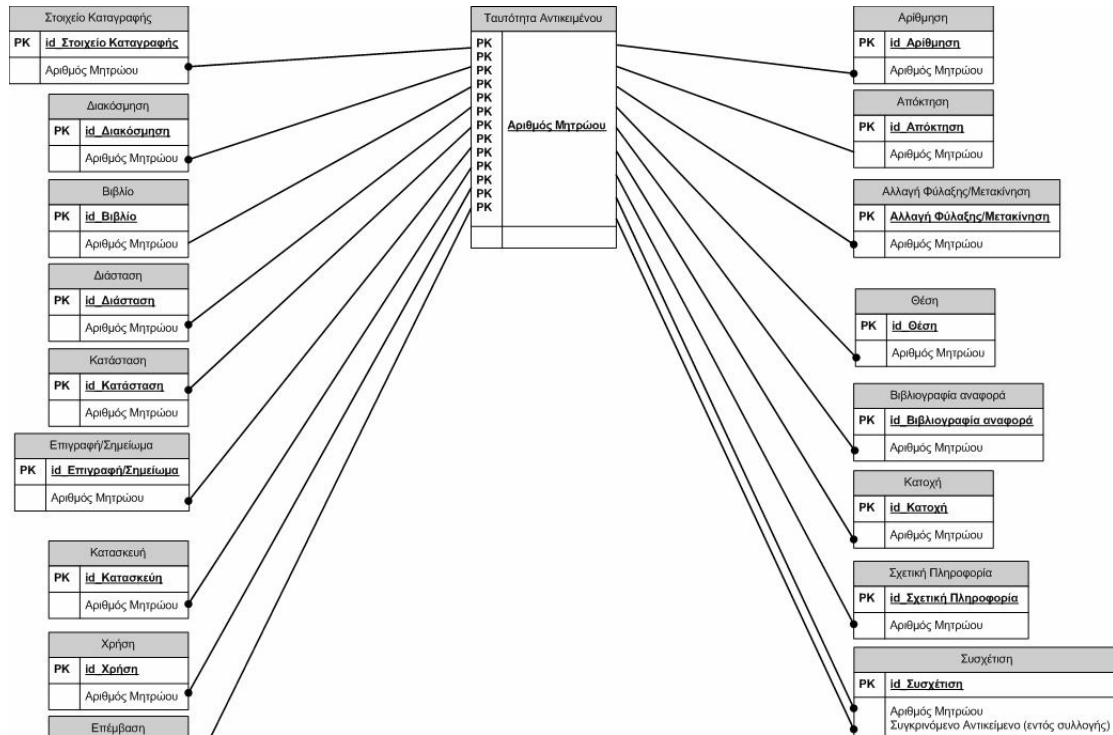 Στοιχείο Καταγραφής
PK id_Στοιχείο Καταγραφής
Αριθμός Μητρώου
Διακόσμηση
PK id_Διακόσμηση
Αριθμός Μητρώου
Βιβλίο
PK id_Βιβλίο
Αριθμός Μητρώου
Διάσταση
PK id_Διάσταση
Αριθμός Μητρώου
Κατάσταση
PK id_Κατάσταση
Αριθμός Μητρώου
Επιγραφή/Σημείωμα
PK id_Επιγραφή/Σημείωμα
Αριθμός Μητρώου
Κατασκευή
PK id_Κατασκεύη
Αριθμός Μητρώου
Χρήση
PK id_Χρήση
Αριθμός Μητρώου
Επέμβαση
Ταυτότητα Αντικειμένου
PK
PK
PK
PK
PK
PK
PK
PK
PK
PK
PK
PK
PK
Αριθμός Μητρώου
Αρίθμηση
PK id_Αρίθμηση
Αριθμός Μητρώου
Απόκτηση
PK id_Απόκτηση
Αριθμός Μητρώου
Αλλαγή Φύλαξης/Μετακίνηση
PK Αλλαγή Φύλαξης/Μετακίνηση
Αριθμός Μητρώου
Θέση
PK id_Θέση
Αριθμός Μητρώου
Βιβλιογραφία αναφορά
PK id_Βιβλιογραφία αναφορά
Αριθμός Μητρώου
Κατοχή
PK id_Κατοχή
Αριθμός Μητρώου
Σχετική Πληροφορία
PK id_Σχετική Πληροφορία
Αριθμός Μητρώου
Συσχέτιση
PK id_Συσχέτιση
Αριθμός Μητρώου
Συγκρινόμενο Αντικείμενο (εντός συλλογής)